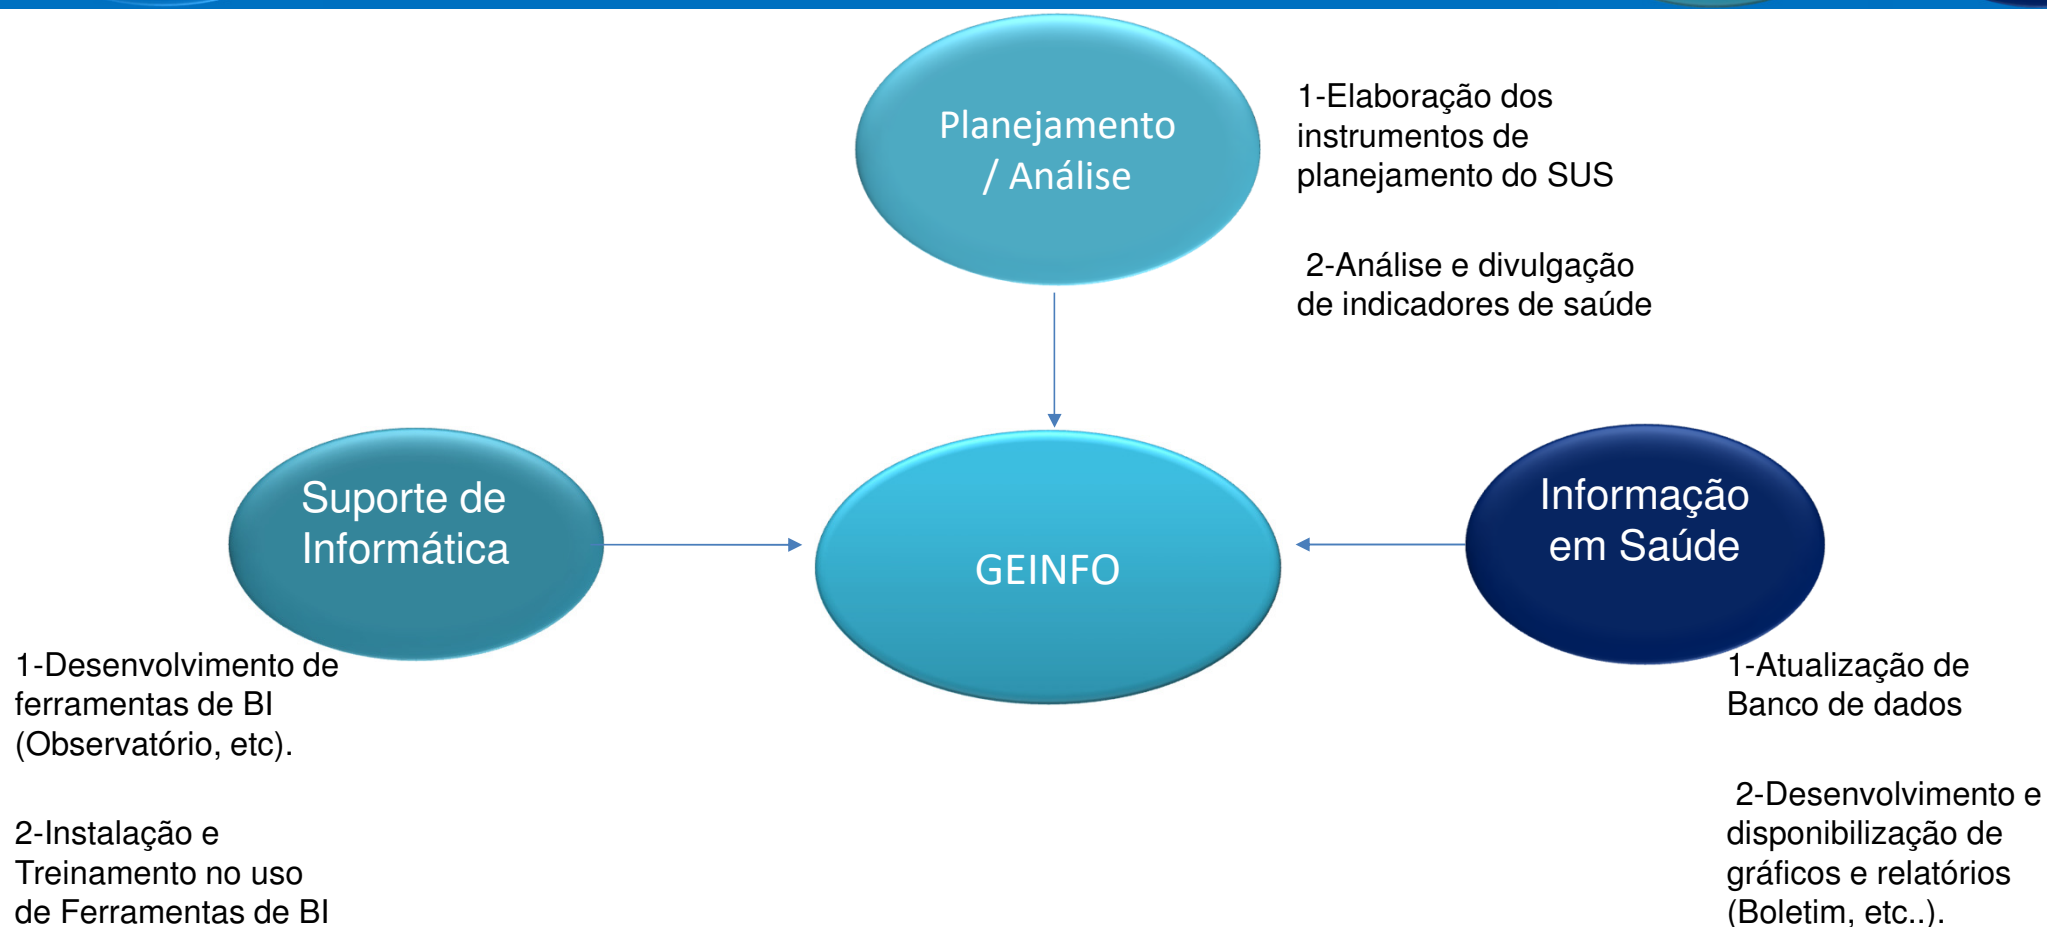 Planejamento
/ Análise
1-Elaboração dos
instrumentos de
planejamento do SUS
2-Análise e divulgação
de indicadores de saúde
Suporte de
Informática
GEINFO
Informação
em Saúde
1-Desenvolvimento de
ferramentas de BI
(Observatório, etc).
2-Instalação e
Treinamento no uso
de Ferramentas de BI
1-Atualização de
Banco de dados
2-Desenvolvimento e
disponibilização de
gráficos e relatórios
(Boletim, etc..).